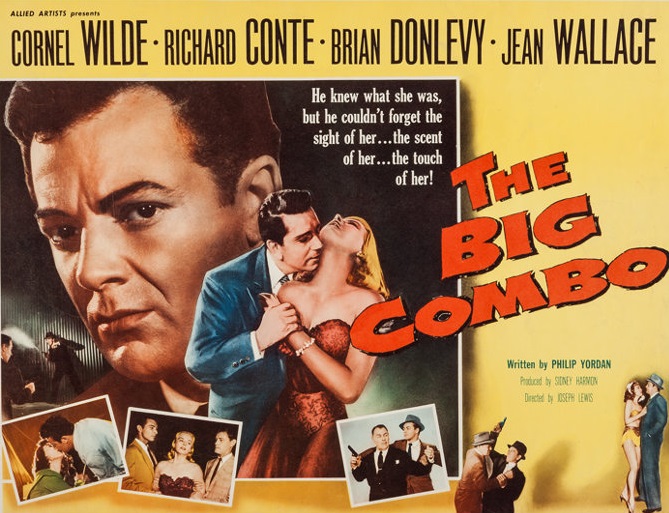 ALLIED ARTISTS presents
CORNEL WILDE · RICHARD CONTE · BRIAN DONLEVY · JEAN WALLACE
He knew what she was,
but he couldn't forget the
sight of her...the scent
of her...the touch
of her!
THE
BIG
COMBO
Written by PHILIP YORDAN
Produced by SIDNEY HARMON
Directed by JOSEPH LEWIS